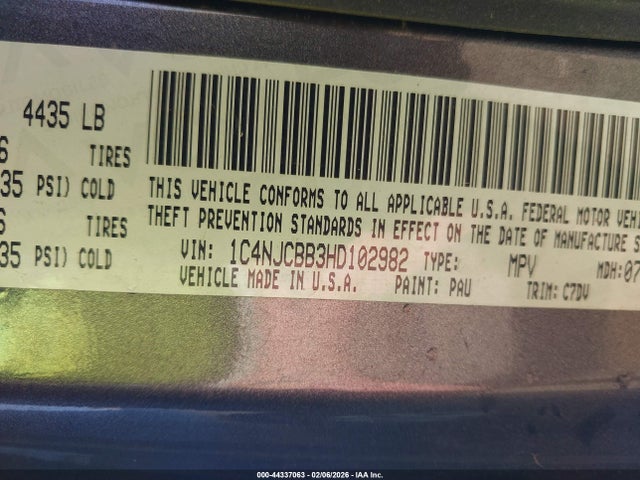 4435 LB
6 TIRES
35 PSI) COLD
6 TIRES
35 PSI) COLD
THIS VEHICLE CONFORMS TO ALL APPLICABLE U.S.A. FEDERAL MOTOR VEHI
THEFT PREVENTION STANDARDS IN EFFECT ON THE DATE OF MANUFACTURE S
VIN: 1C4NJCBB3HD102982 TYPE: MPV MDH:07
VEHICLE MADE IN U.S.A. PAINT: PAU TRIM: C7DV
000-44337063 - 02/06/2026 - IAA Inc.